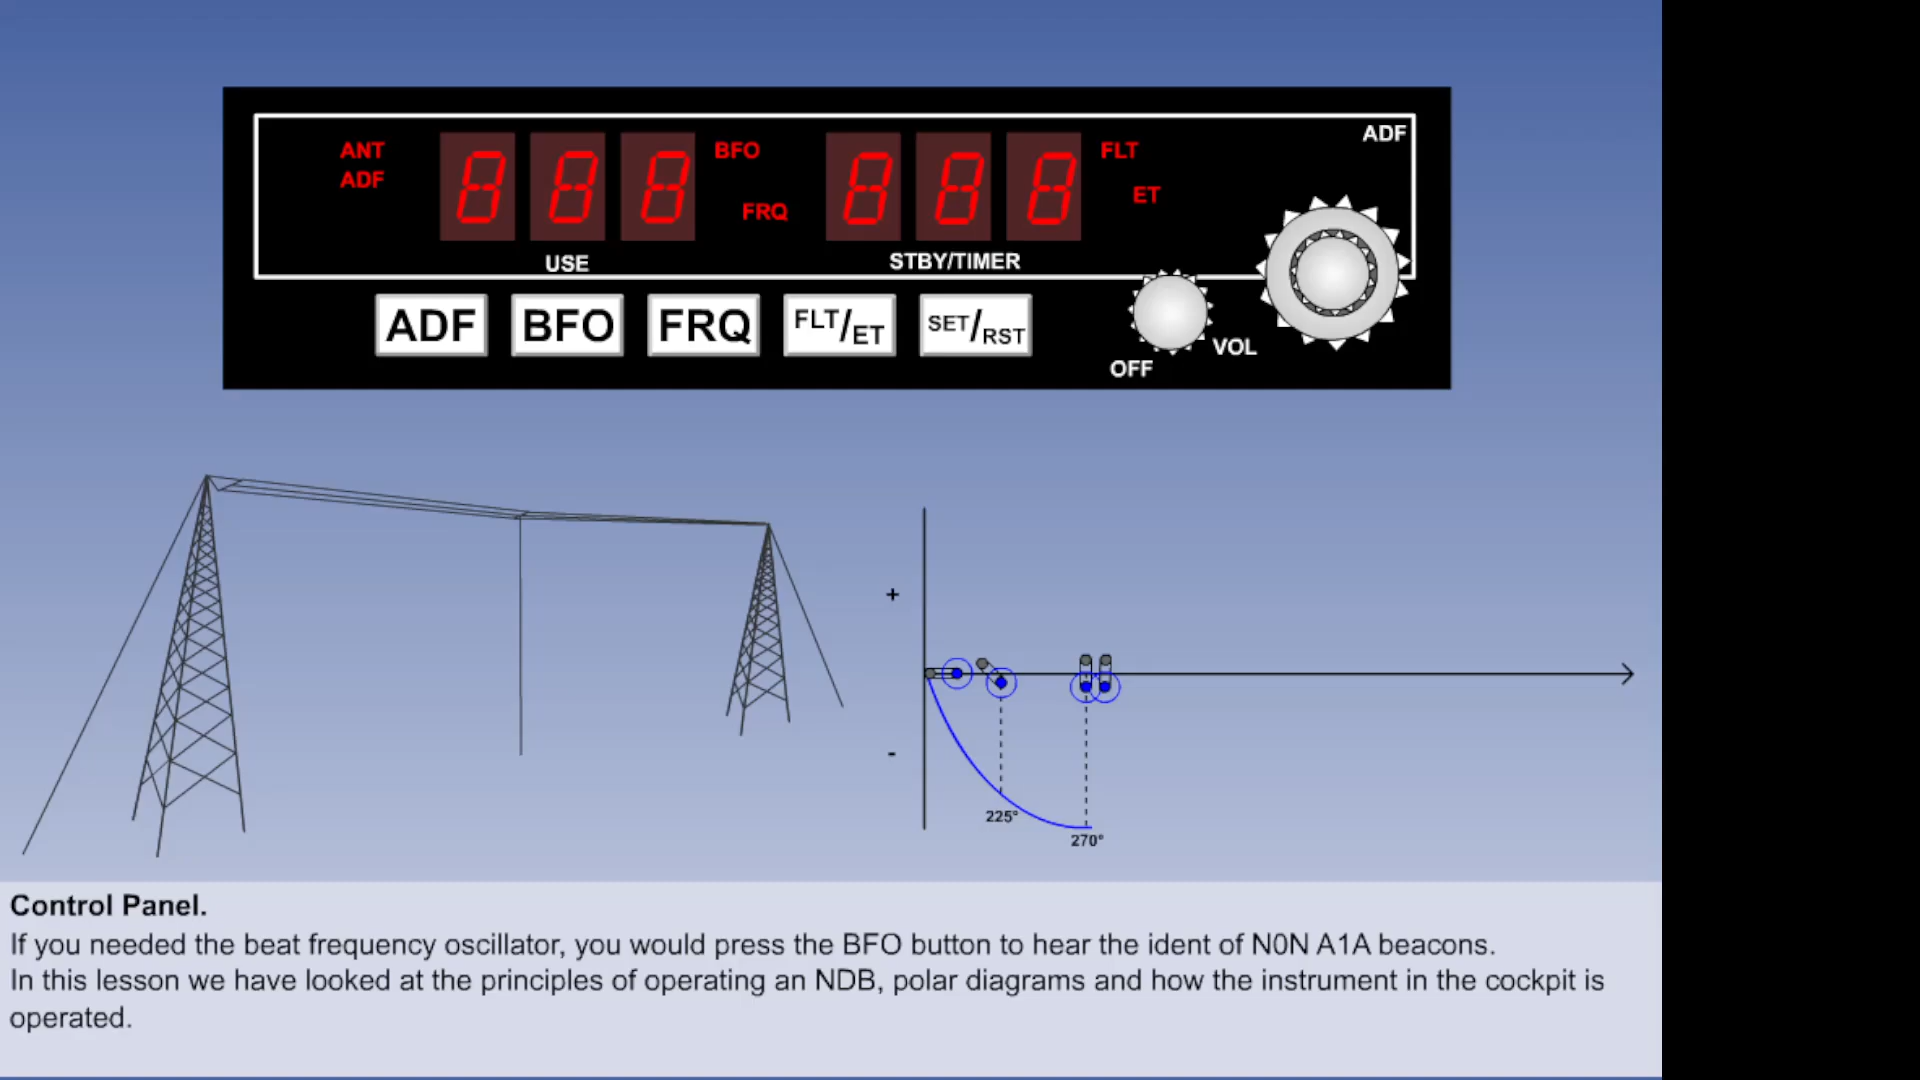 ADF
ANT
ADF
888
BFO
FRQ
888
FLT
ET
USE
STBY/TIMER
ADF
BFO
FRQ
FLT/ET
SET/RST
OFF
VOL
+
-
225°
270°
Control Panel.
If you needed the beat frequency oscillator, you would press the BFO button to hear the ident of N0N A1A beacons.
In this lesson we have looked at the principles of operating an NDB, polar diagrams and how the instrument in the cockpit is
operated.